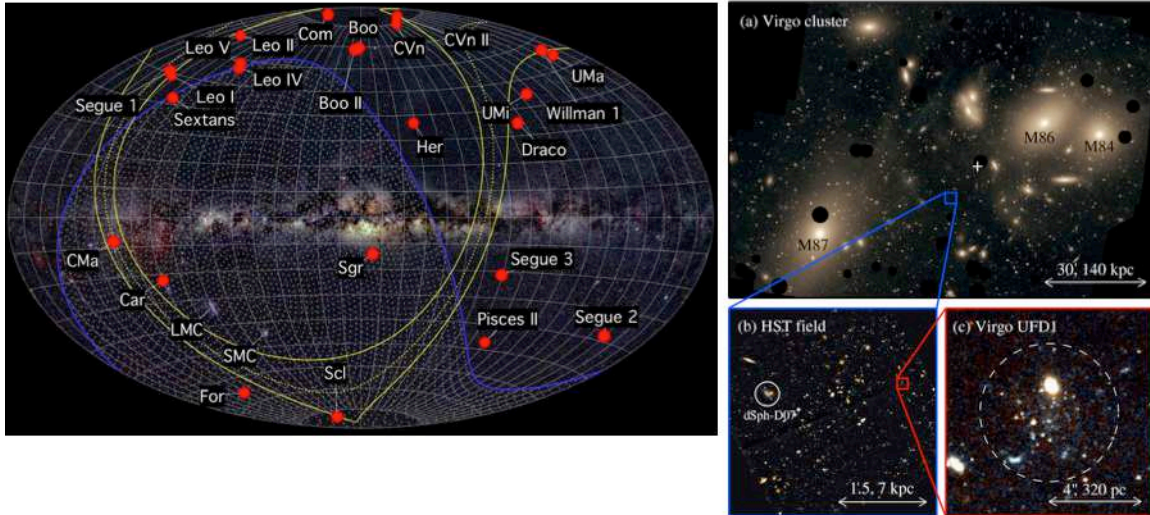 Com
Boo
CVn
CVn II
Leo V
Leo II
UMa
Leo IV
Segue 1
Leo I
Boo II
UMi
Willman 1
Sextans
Her
Draco
CMa
Sgr
Segue 3
Car
LMC
Pisces II
Segue 2
SMC
Scl
For
(a) Virgo cluster
M86
M84
M87
30', 140 kpc
(b) HST field
dSph-D07
1.'5, 7 kpc
(c) Virgo UFD1
4", 320 pc